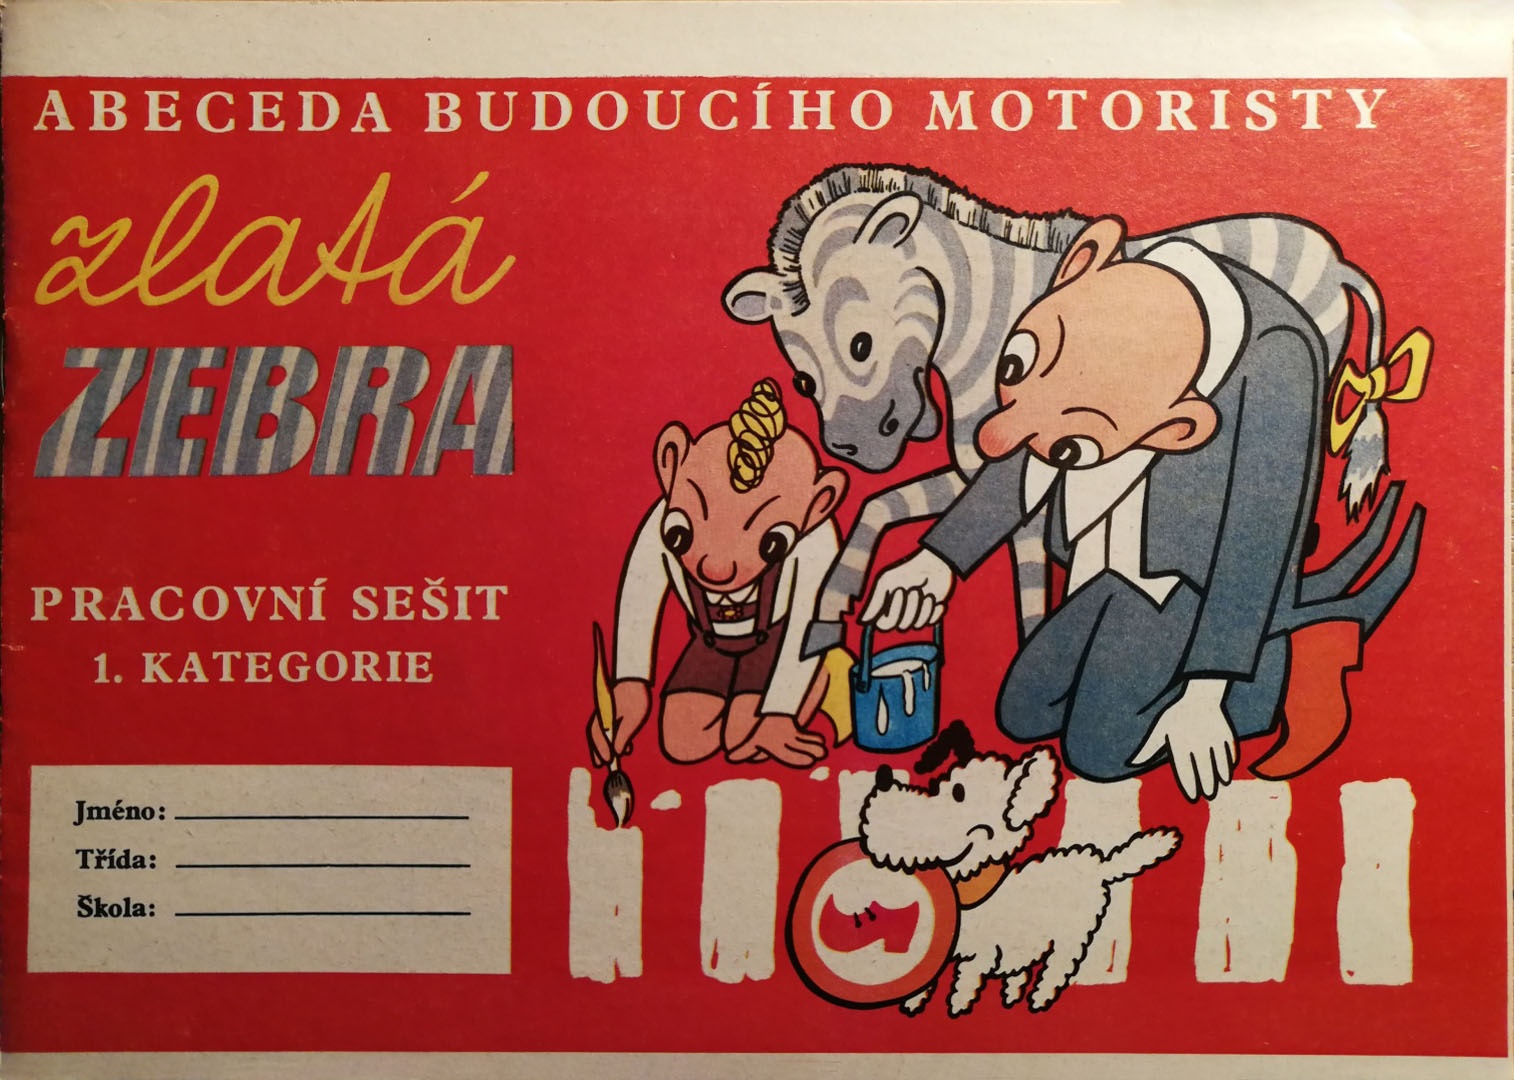 ABECEDA BUDOUCÍHO MOTORISTY
zlatá
ZEBRA
PRACOVNÍ SEŠIT
1. KATEGORIE
Jméno:
Třída:
Škola: